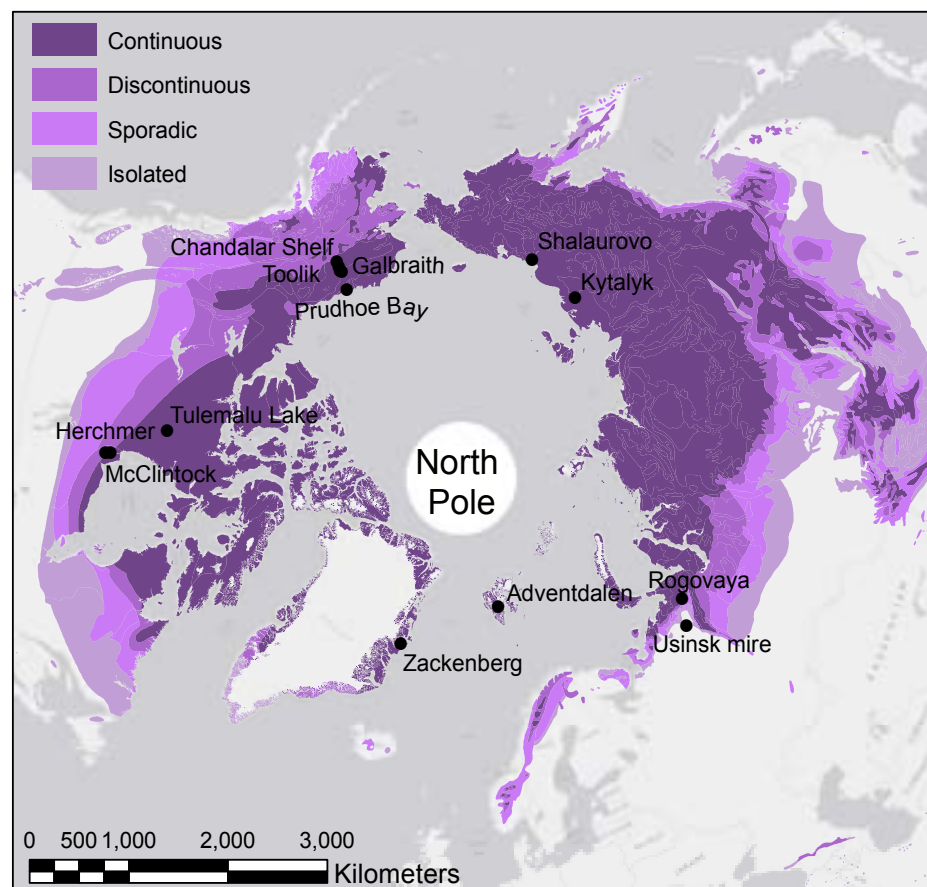 Continuous
Discontinuous
Sporadic
Isolated
Chandalar Shelf
Toolik
Galbraith
Prudhoe Bay
Shalaurovo
Kytalyk
Tulemalu Lake
Herchmer
McClintock
North
Pole
Adventdalen
Rogovaya
Usinsk mire
Zackenberg
0 500 1,000 2,000 3,000
Kilometers